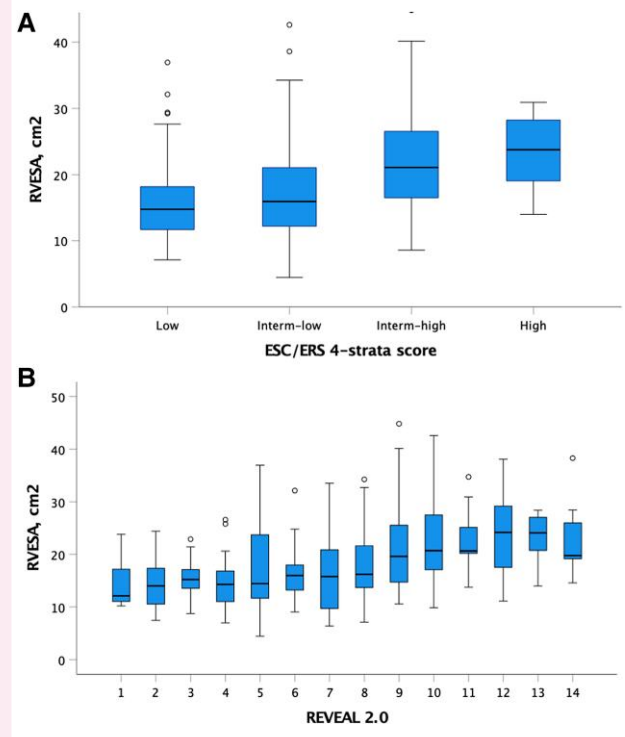 A
RVESA, cm2
40
30
20
10
0
Low Interm-low Interm-high High
ESC/ERS 4-strata score
B
RVESA, cm2
50
40
30
20
10
0
1 2 3 4 5 6 7 8 9 10 11 12 13 14
REVEAL 2.0